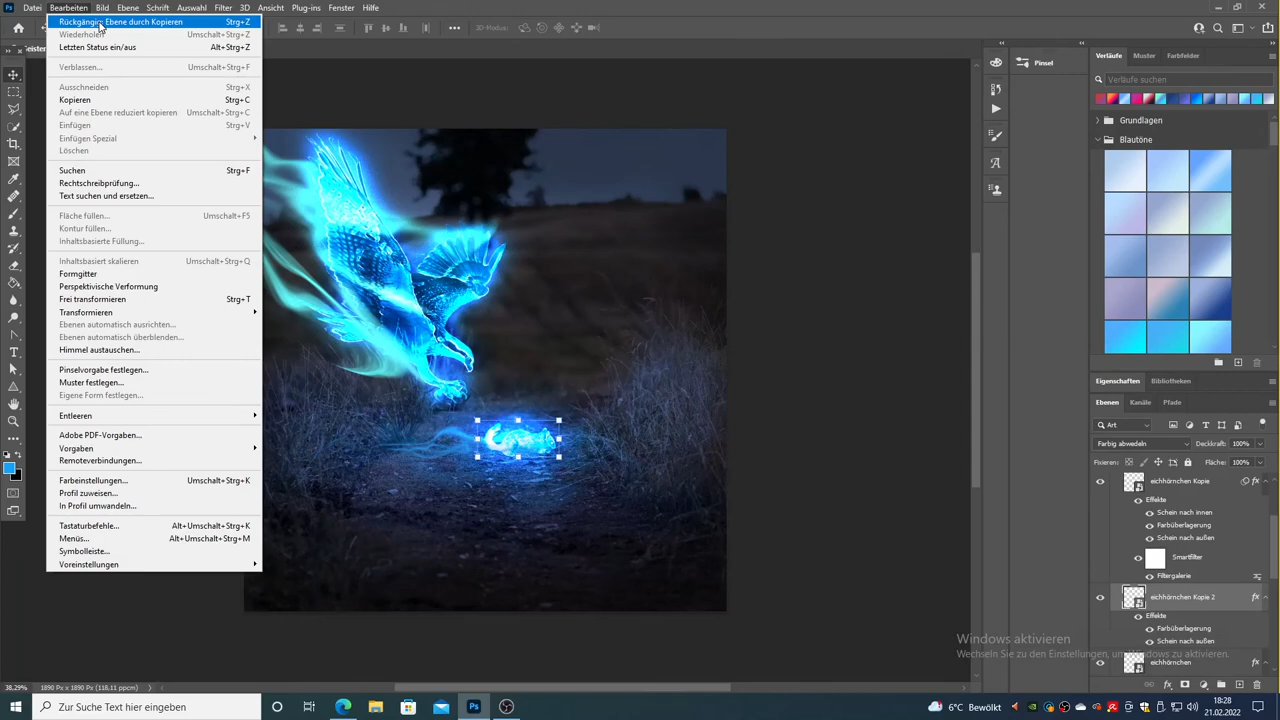 Datei Bearbeiten Bild Ebene Schrift Auswahl Filter 3D Ansicht Plug-ins Fenster Hilfe
Rückgängig: Ebene durch Kopieren Strg+Z
Wiederholen Umschalt+Strg+Z
Letzten Status ein/aus Alt+Strg+Z
Verblassen... Umschalt+Strg+F
Ausschneiden Strg+X
Kopieren Strg+C
Auf eine Ebene reduziert kopieren Umschalt+Strg+C
Einfügen Strg+V
Einfügen Spezial
Löschen
Suchen Strg+F
Rechtschreibprüfung...
Text suchen und ersetzen...
Fläche füllen... Umschalt+F5
Kontur füllen...
Inhaltsbasierte Füllung...
Inhaltsbasiert skalieren Umschalt+Strg+Q
Formgitter
Perspektivische Verformung
Frei transformieren Strg+T
Transformieren
Ebenen automatisch ausrichten...
Ebenen automatisch überblenden...
Himmel austauschen...
Pinselvorgabe festlegen...
Muster festlegen...
Eigene Form festlegen...
Entleeren
Adobe PDF-Vorgaben...
Vorgaben
Remoteverbindungen...
Farbeinstellungen... Umschalt+Strg+K
Profil zuweisen...
In Profil umwandeln...
Tastaturbefehle... Alt+Umschalt+Strg+K
Menüs... Alt+Umschalt+Strg+M
Symbolleiste...
Voreinstellungen
Pinsel
Verläufe Muster Farbfelder
Verläufe suchen
Grundlagen
Blautöne
Eigenschaften Bibliotheken
Ebenen Kanäle Pfade
Art
Farbig abwedeln Deckkraft: 100%
Fixieren: Fläche: 100%
eichhörnchen Kopie
Effekte
Schein nach innen
Farbüberlagerung
Schein nach außen
Smartfilter
Filtergalerie
eichhörnchen Kopie 2
Effekte
Farbüberlagerung
Schein nach außen
eichhörnchen
Windows aktivieren
Wechseln Sie zu den Einstellungen, um Windows zu aktivieren.
38,29% 1890 Px x 1890 Px (118,11 ppcm)
Zur Suche Text hier eingeben
6°C Bewölkt
18:28
21.02.2022